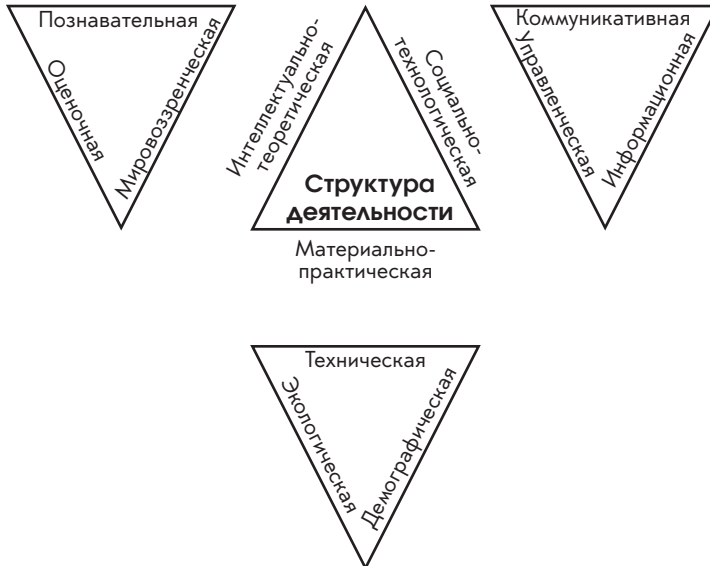 Познавательная
Оценочная
Мировоззренческая
Интеллектуально-
теоретическая
Социально-
технологическая
Структура
деятельности
Материально-
практическая
Коммуникативная
Управленческая
Информационная
Техническая
Экологическая
Демографическая